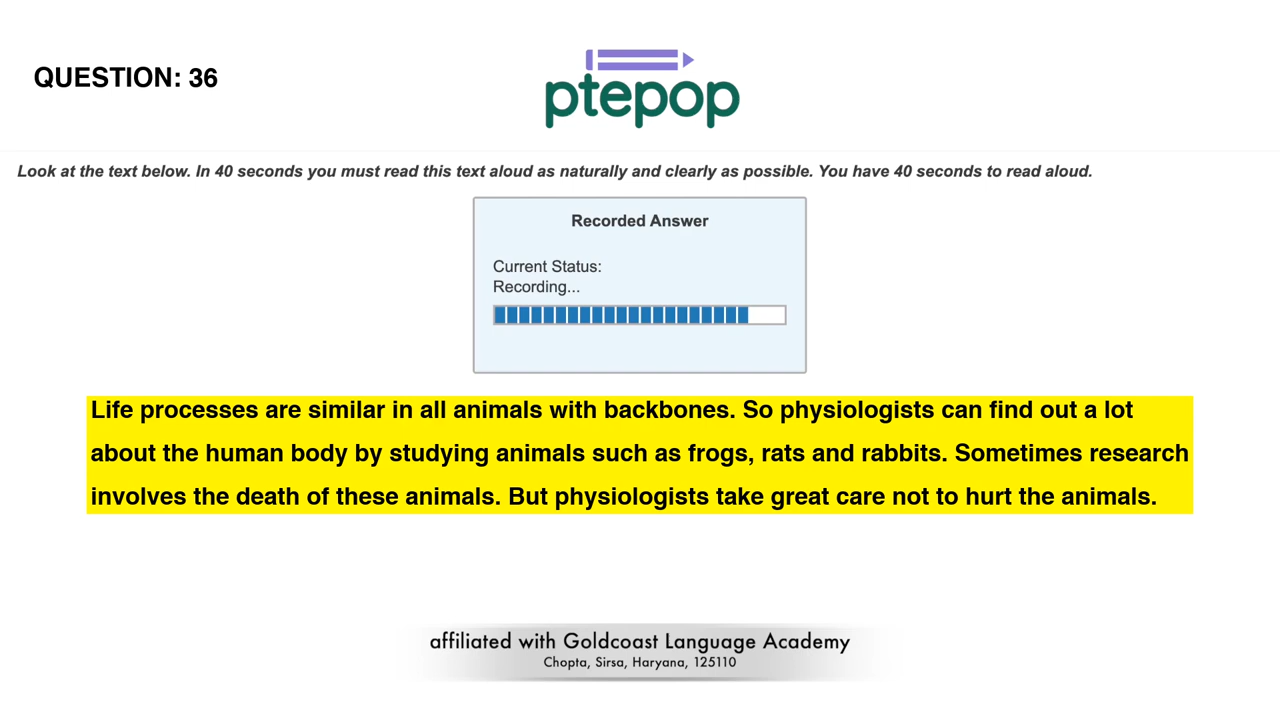 QUESTION: 36
ptepop
Look at the text below. In 40 seconds you must read this text aloud as naturally and clearly as possible. You have 40 seconds to read aloud.
Recorded Answer
Current Status:
Recording...
Life processes are similar in all animals with backbones. So physiologists can find out a lot
about the human body by studying animals such as frogs, rats and rabbits. Sometimes research
involves the death of these animals. But physiologists take great care not to hurt the animals.
affiliated with Goldcoast Language Academy
Chopta, Sirsa, Haryana, 125110